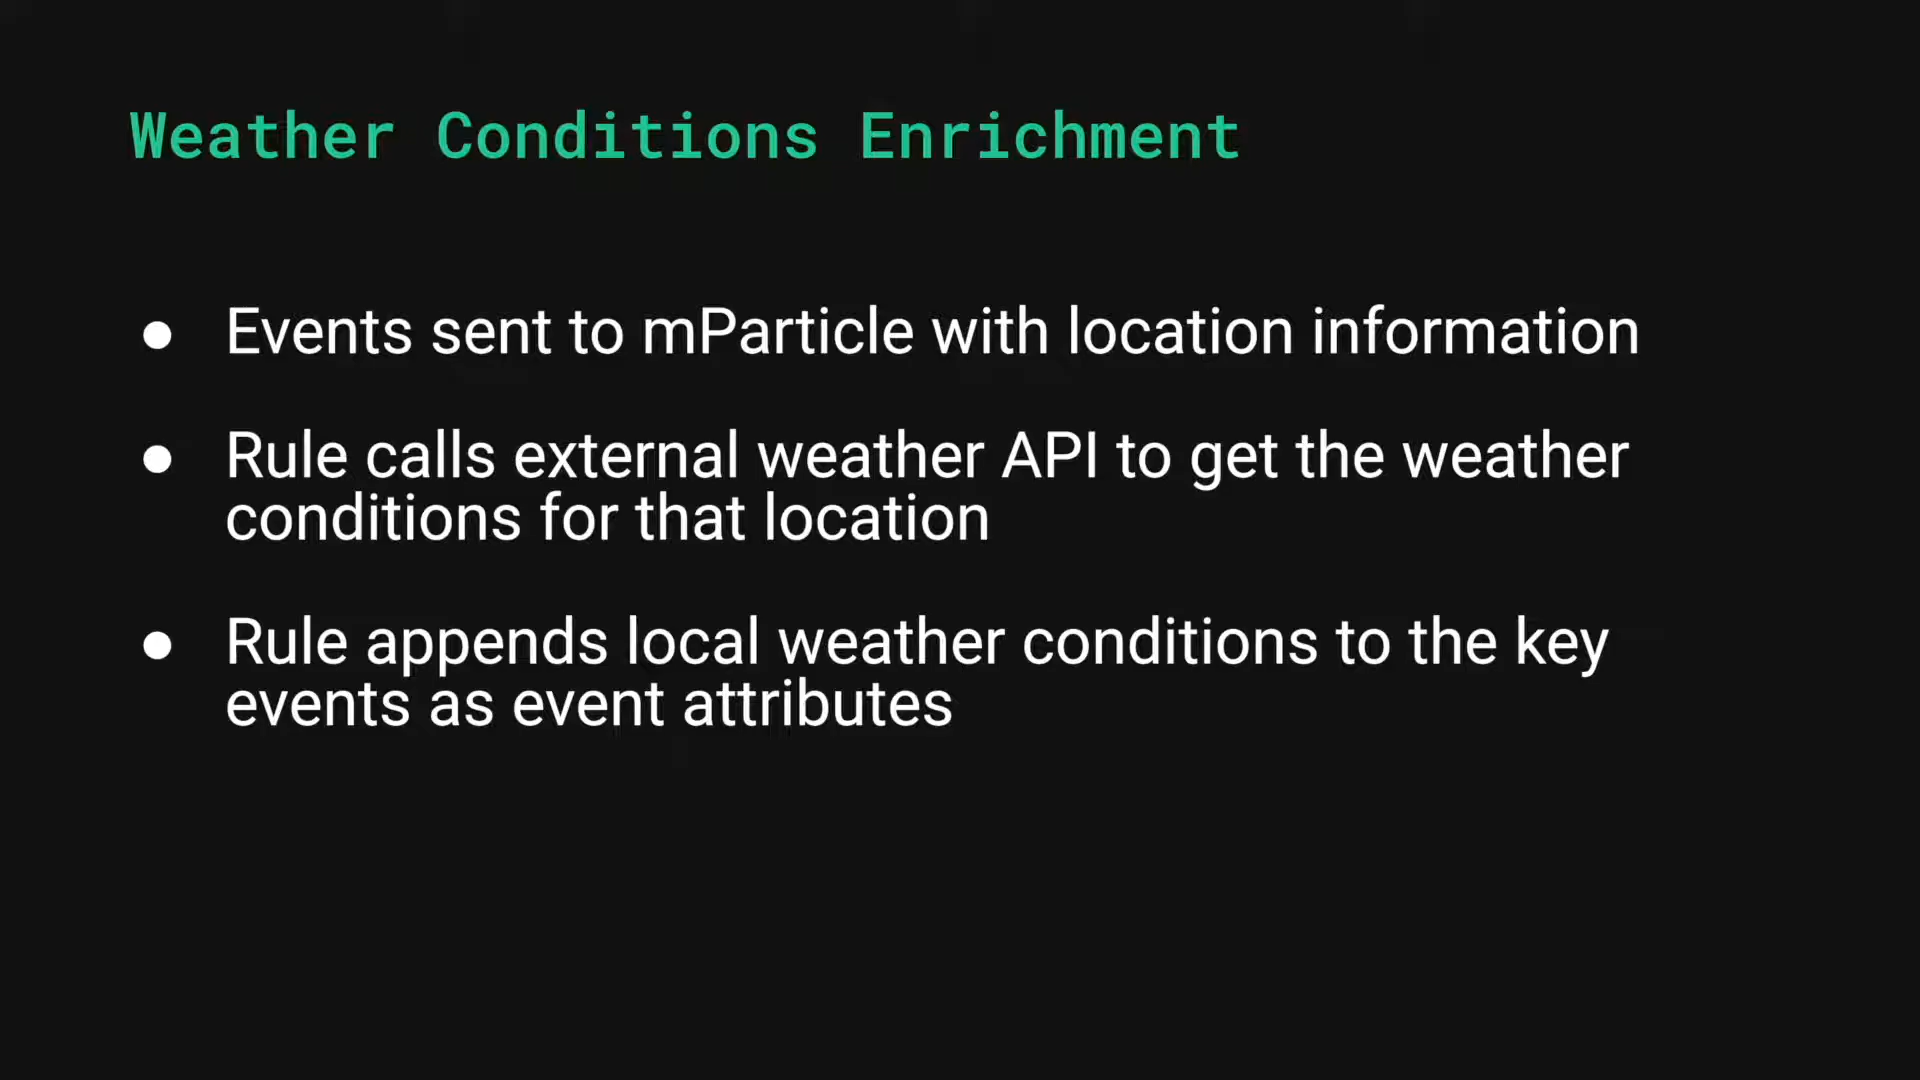 Weather Conditions Enrichment
● Events sent to mParticle with location information
● Rule calls external weather API to get the weather
conditions for that location
● Rule appends local weather conditions to the key
events as event attributes